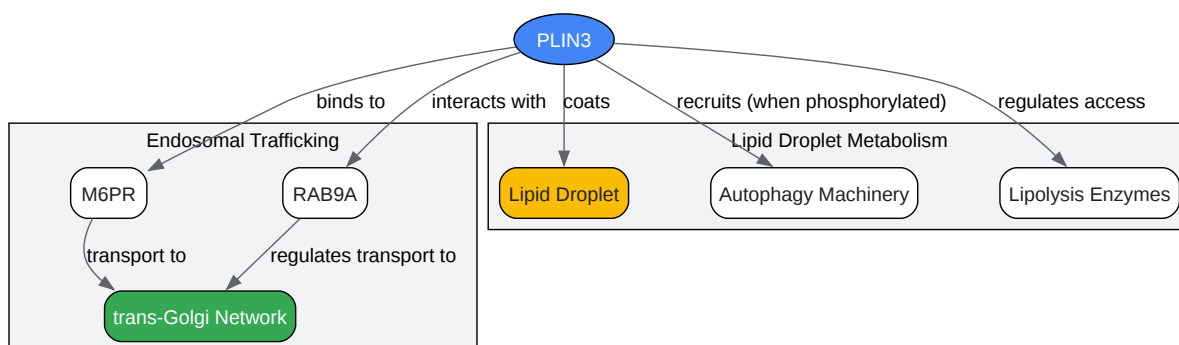 PLIN3
binds to
interacts with
coats
recruits (when phosphorylated)
regulates access
Endosomal Trafficking
Lipid Droplet Metabolism
M6PR
RAB9A
Lipid Droplet
Autophagy Machinery
Lipolysis Enzymes
transport to
regulates transport to
trans-Golgi Network